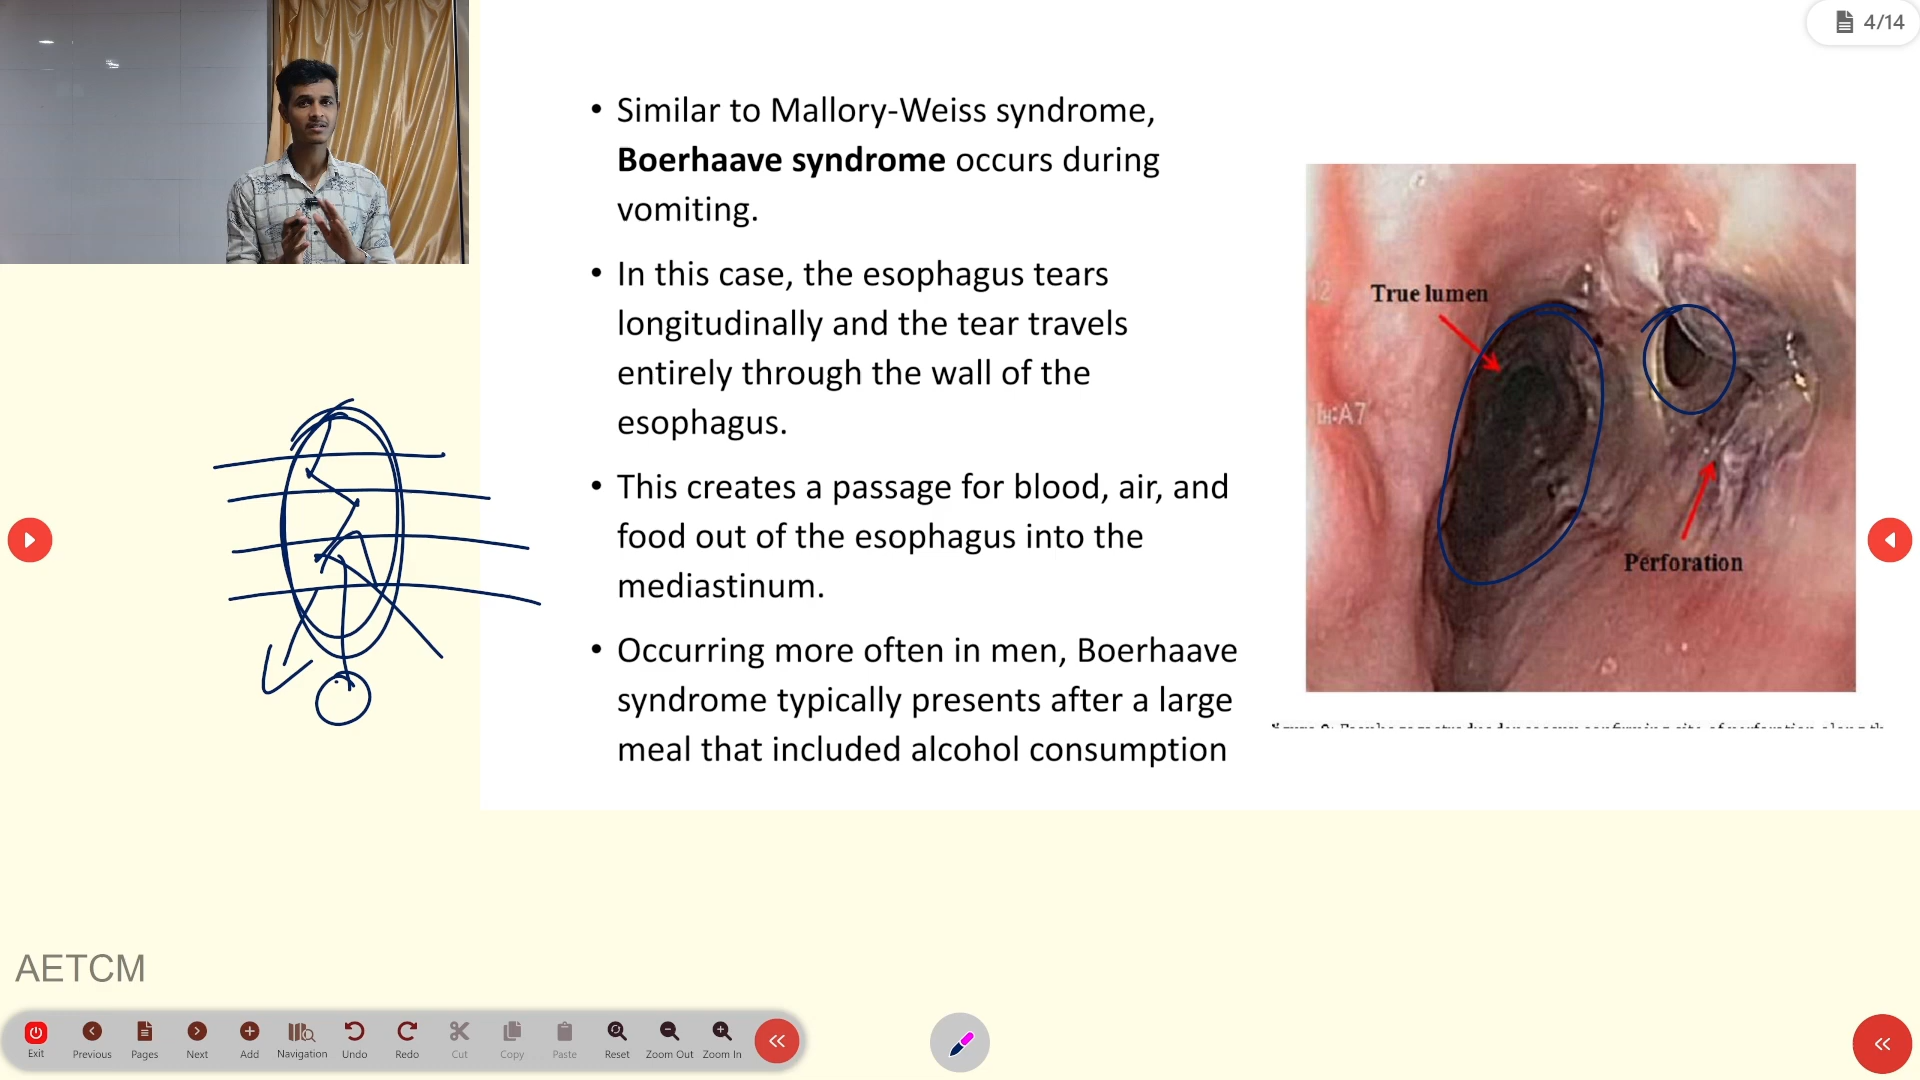 4/14
• Similar to Mallory-Weiss syndrome,
Boerhaave syndrome occurs during
vomiting.
• In this case, the esophagus tears
longitudinally and the tear travels
entirely through the wall of the
esophagus.
• This creates a passage for blood, air, and
food out of the esophagus into the
mediastinum.
• Occurring more often in men, Boerhaave
syndrome typically presents after a large
meal that included alcohol consumption
True lumen
Perforation
AETCM
Exit Previous Pages Next Add Navigation Undo Redo Cut Copy Paste Reset Zoom Out Zoom In